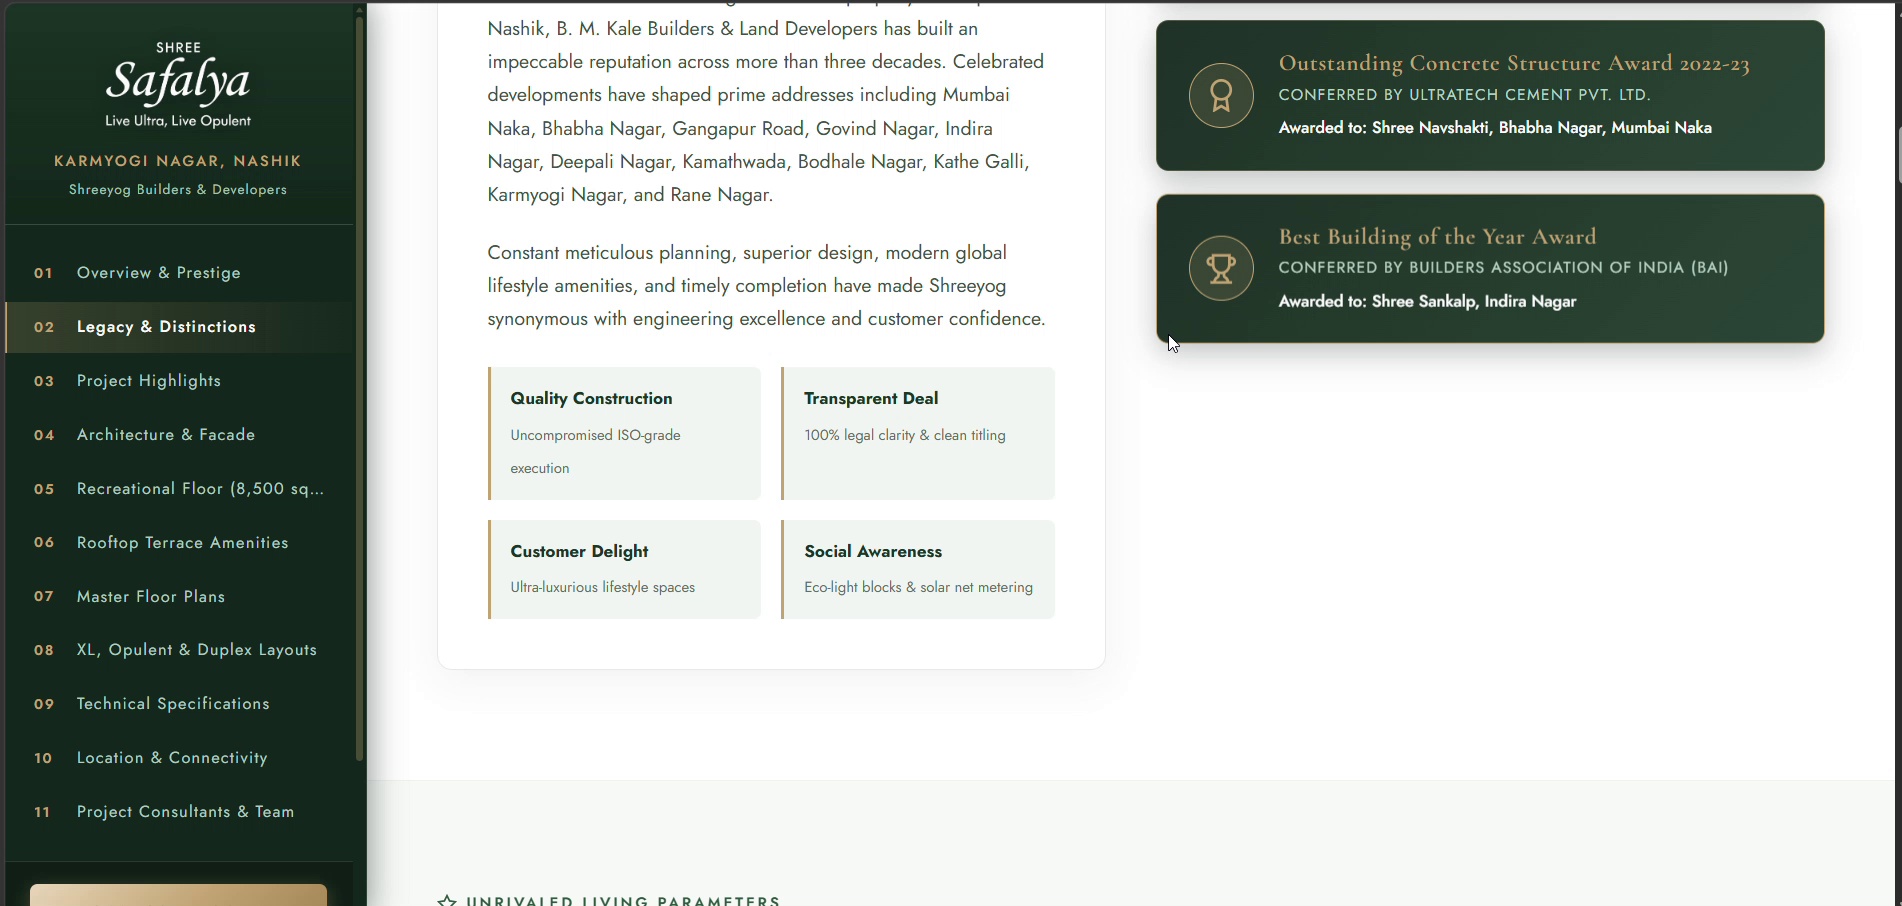 SHREE
Safalya
Live Ultra, Live Opulent
KARMYOGI NAGAR, NASHIK
Shreeyog Builders & Developers
01 Overview & Prestige
02 Legacy & Distinctions
03 Project Highlights
04 Architecture & Facade
05 Recreational Floor (8,500 sq...
06 Rooftop Terrace Amenities
07 Master Floor Plans
08 XL, Opulent & Duplex Layouts
09 Technical Specifications
10 Location & Connectivity
11 Project Consultants & Team
Nashik, B. M. Kale Builders & Land Developers has built an
impeccable reputation across more than three decades. Celebrated
developments have shaped prime addresses including Mumbai
Naka, Bhabha Nagar, Gangapur Road, Govind Nagar, Indira
Nagar, Deepali Nagar, Kamathwada, Bodhale Nagar, Kathe Galli,
Karmyogi Nagar, and Rane Nagar.
Constant meticulous planning, superior design, modern global
lifestyle amenities, and timely completion have made Shreeyog
synonymous with engineering excellence and customer confidence.
Quality Construction
Uncompromised ISO-grade
execution
Transparent Deal
100% legal clarity & clean titling
Customer Delight
Ultra-luxurious lifestyle spaces
Social Awareness
Eco-light blocks & solar net metering
Outstanding Concrete Structure Award 2022-23
CONFERRED BY ULTRATECH CEMENT PVT. LTD.
Awarded to: Shree Navshakti, Bhabha Nagar, Mumbai Naka
Best Building of the Year Award
CONFERRED BY BUILDERS ASSOCIATION OF INDIA (BAI)
Awarded to: Shree Sankalp, Indira Nagar
UNRIVALED LIVING PARAMETERS